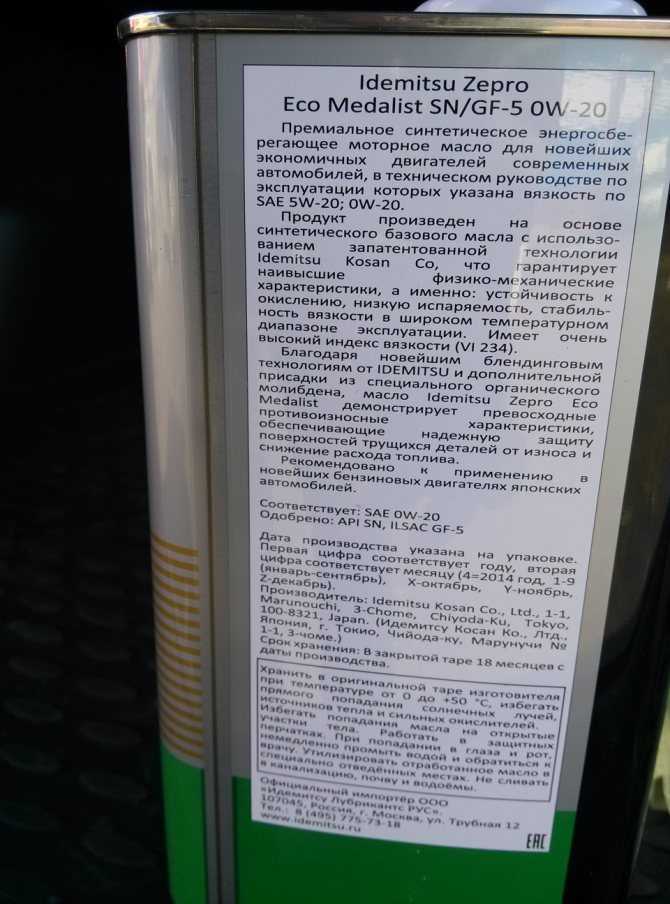 Idemitsu Zepro
Eco Medalist SN/GF-5 0W-20
Премиальное синтетическое энергосбе-
регающее моторное масло для новейших
экономичных двигателей современных
автомобилей, в техническом руководстве по
эксплуатации которых указана вязкость по
SAE 5W-20; 0W-20.
Продукт произведен на основе
синтетического базового масла с использо-
ванием запатентованной технологии
Idemitsu Kosan Co, что гарантирует
наивысшие физико-механические
характеристики, а именно: устойчивость к
окислению, низкую испаряемость, стабиль-
ность вязкости в широком температурном
диапазоне эксплуатации. Имеет очень
высокий индекс вязкости (VI 234).
Благодаря новейшим блендинговым
технологиям от IDEMITSU и дополнительной
присадки из специального органического
молибдена, масло Idemitsu Zepro Eco
Medalist демонстрирует превосходные
противоизносные характеристики,
обеспечивающие надежную защиту
поверхностей трущихся деталей от износа и
снижение расхода топлива.
Рекомендовано к применению в
новейших бензиновых двигателях японских
автомобилей.
Соответствует: SAE 0W-20
Одобрено: API SN, ILSAC GF-5
Дата производства указана на упаковке.
Первая цифра соответствует году, вторая
цифра соответствует месяцу (4=2014 год, 1-9
(январь-сентябрь), X-октябрь, Y-ноябрь,
Z-декабрь).
Производитель: Idemitsu Kosan Co., Ltd., 1-1,
Marunouchi, 3-Chome, Chiyoda-Ku, Tokyo,
100-8321, Japan. (Идемитсу Косан Ко., Лтд.,
Япония, г. Токио, Чийода-ку, Марунучи №
1-1, 3-чоме.)
Срок хранения: В закрытой таре 18 месяцев с
даты производства.
Хранить в оригинальной таре изготовителя
при температуре от 0 до +50 °C, избегать
прямого попадания солнечных лучей,
источников тепла и сильных окислителей.
Избегать попадания масла на открытые
участки тела. Работать в защитных
перчатках. При попадании в глаза и рот,
немедленно промыть водой и обратиться к
врачу. Утилизировать отработанное масло в
специально отведённых местах. Не сливать
в канализацию, почву и водоёмы.
Официальный импортёр ООО
«Идемитсу Лубрикантс РУС».
107045, Россия, г. Москва, ул. Трубная 12
Тел.: 8 (495) 775-73-18
www.idemitsu.ru
EAC